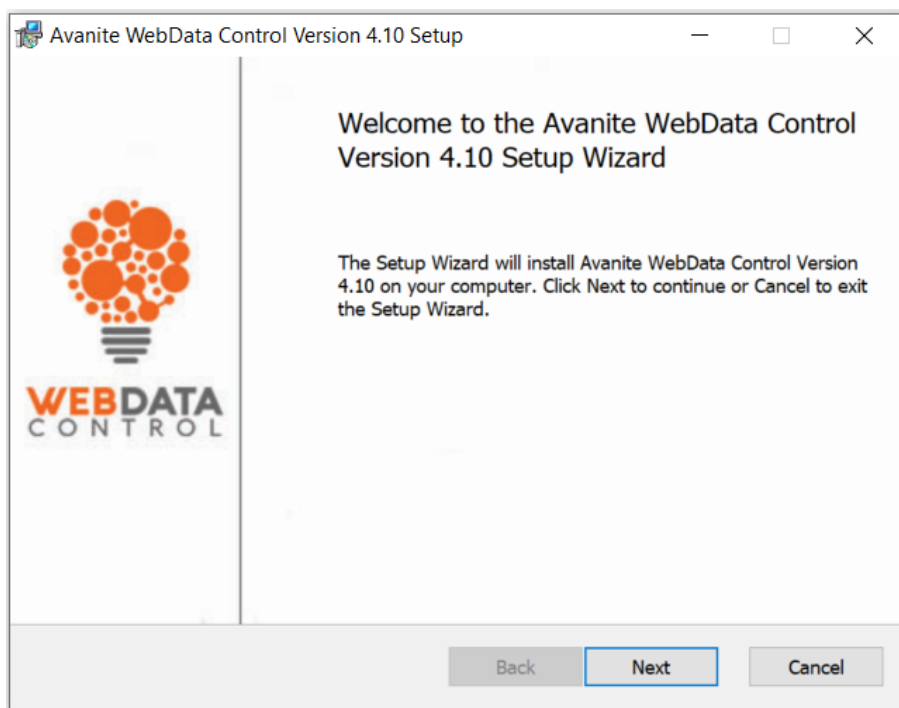 Avanite WebData Control Version 4.10 Setup
Welcome to the Avanite WebData Control
Version 4.10 Setup Wizard
The Setup Wizard will install Avanite WebData Control Version
4.10 on your computer. Click Next to continue or Cancel to exit
the Setup Wizard.
WEBDATA
CONTROL
Back
Next
Cancel